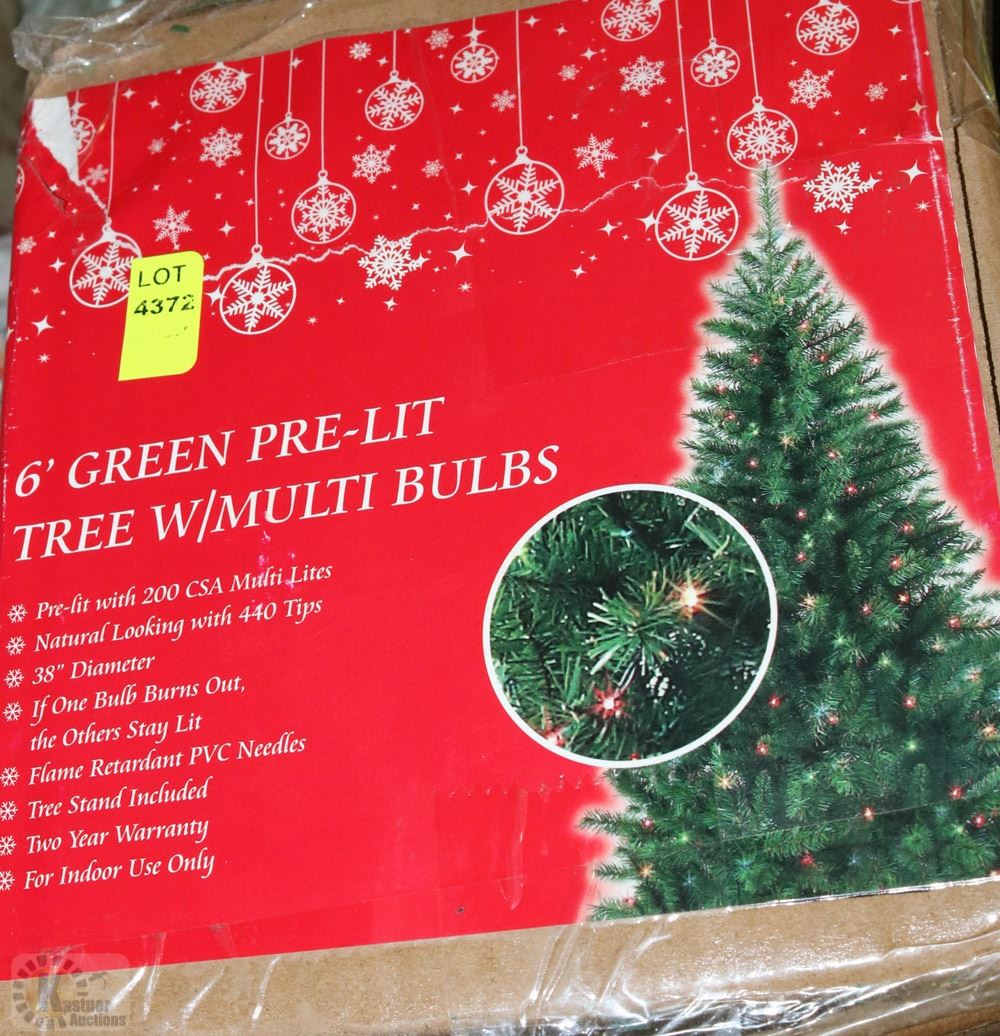 LOT
4372
6' GREEN PRE-LIT
TREE W/MULTI BULBS
Pre-lit with 200 CSA Multi Lites
Natural Looking with 440 Tips
38" Diameter
If One Bulb Burns Out,
the Others Stay Lit
Flame Retardant PVC Needles
Tree Stand Included
Two Year Warranty
For Indoor Use Only
Kastner
Auctions